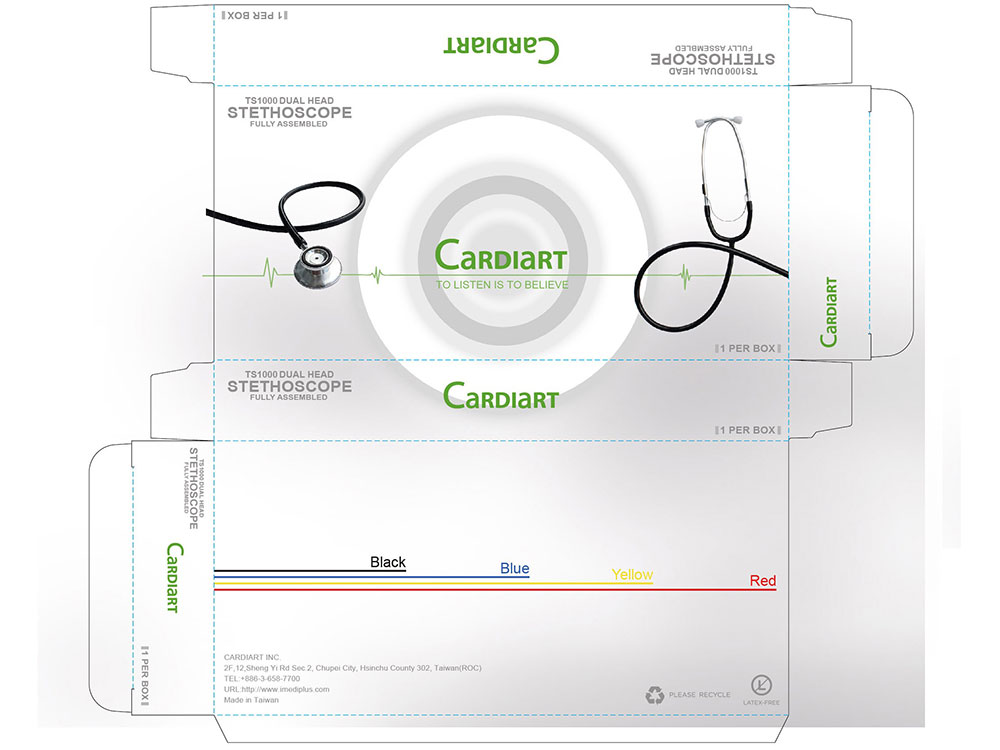 1 PER BOX
CARDIART
TS1000 DUAL HEAD
STETHOSCOPE
FULLY ASSEMBLED
TS1000 DUAL HEAD
STETHOSCOPE
FULLY ASSEMBLED
CARDIART
TO LISTEN IS TO BELIEVE
1 PER BOX
CARDIART
TS1000 DUAL HEAD
STETHOSCOPE
FULLY ASSEMBLED
CARDIART
1 PER BOX
TS1000 DUAL HEAD
STETHOSCOPE
FULLY ASSEMBLED
CARDIART
1 PER BOX
Black
Blue
Yellow
Red
CARDIART INC.
2F,12,Sheng Yi Rd Sec 2, Chupei City, Hsinchu County 302, Taiwan(ROC)
TEL:+886-3-658-7700
URL:http://www.imediplus.com
Made in Taiwan
PLEASE RECYCLE
LATEX-FREE